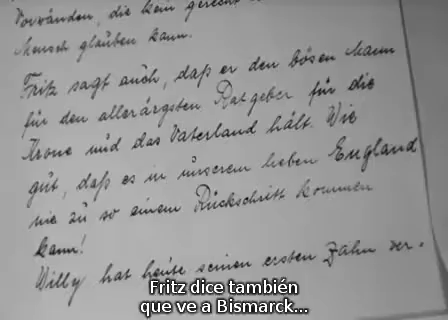 Vorwänden, die kein gerecht
Mensch glauben kann.
Fritz sagt auch, daß er den bösen Mann
für den allerärgsten Ratgeber für die
Krone und das Vaterland hält. Wie
gut, daß es in unserem lieben England
nie zu so einem Rückschritt kommen
kann!
Willy hat heute seinen ersten Zahn ver-
Fritz dice también
que ve a Bismarck...